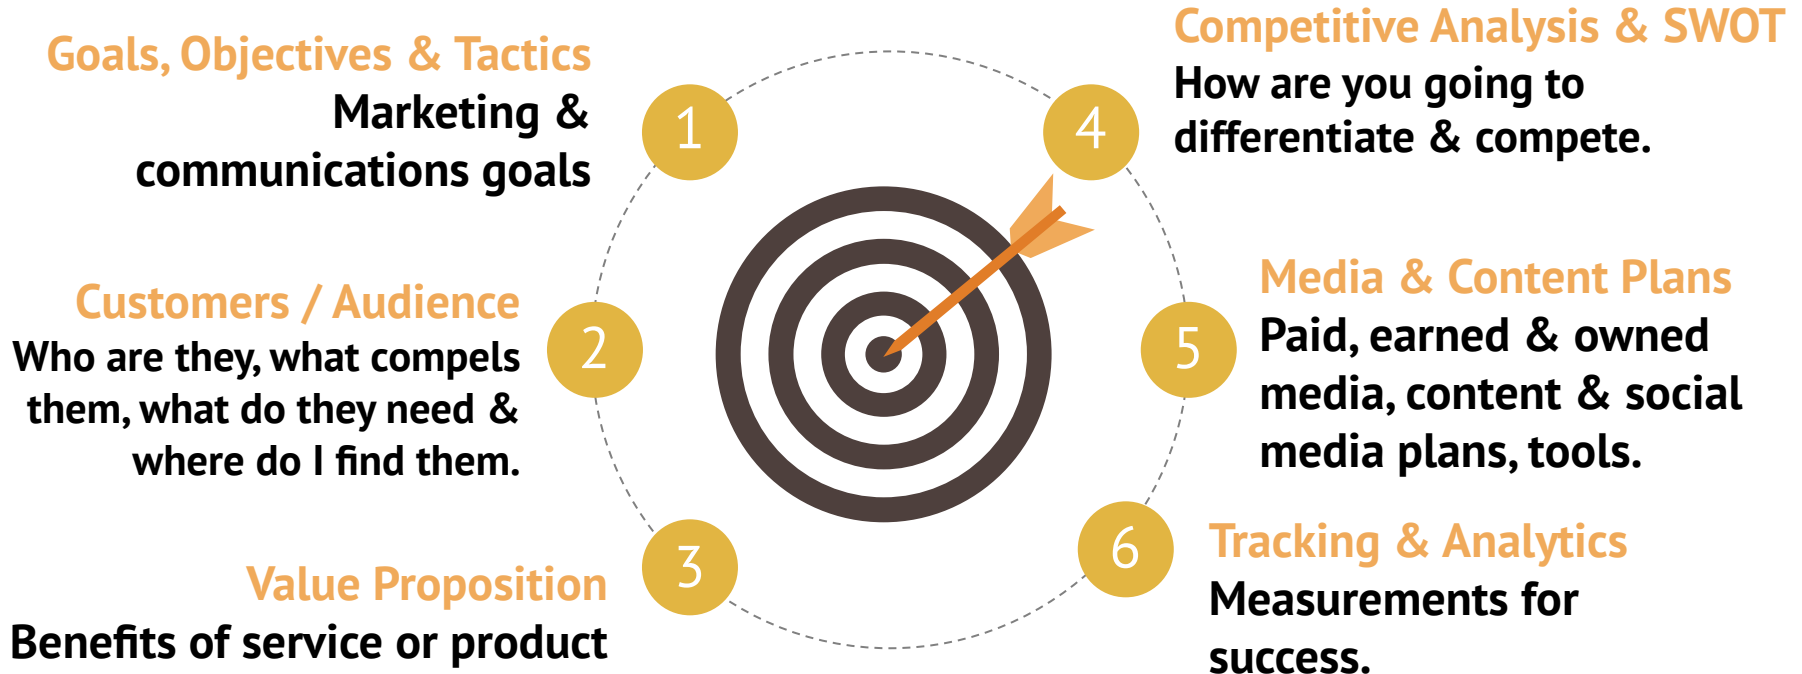 1
Goals, Objectives & Tactics
Marketing &
communications goals
2
Customers / Audience
Who are they, what compels
them, what do they need &
where do I find them.
3
Value Proposition
Benefits of service or product
4
Competitive Analysis & SWOT
How are you going to
differentiate & compete.
5
Media & Content Plans
Paid, earned & owned
media, content & social
media plans, tools.
6
Tracking & Analytics
Measurements for
success.